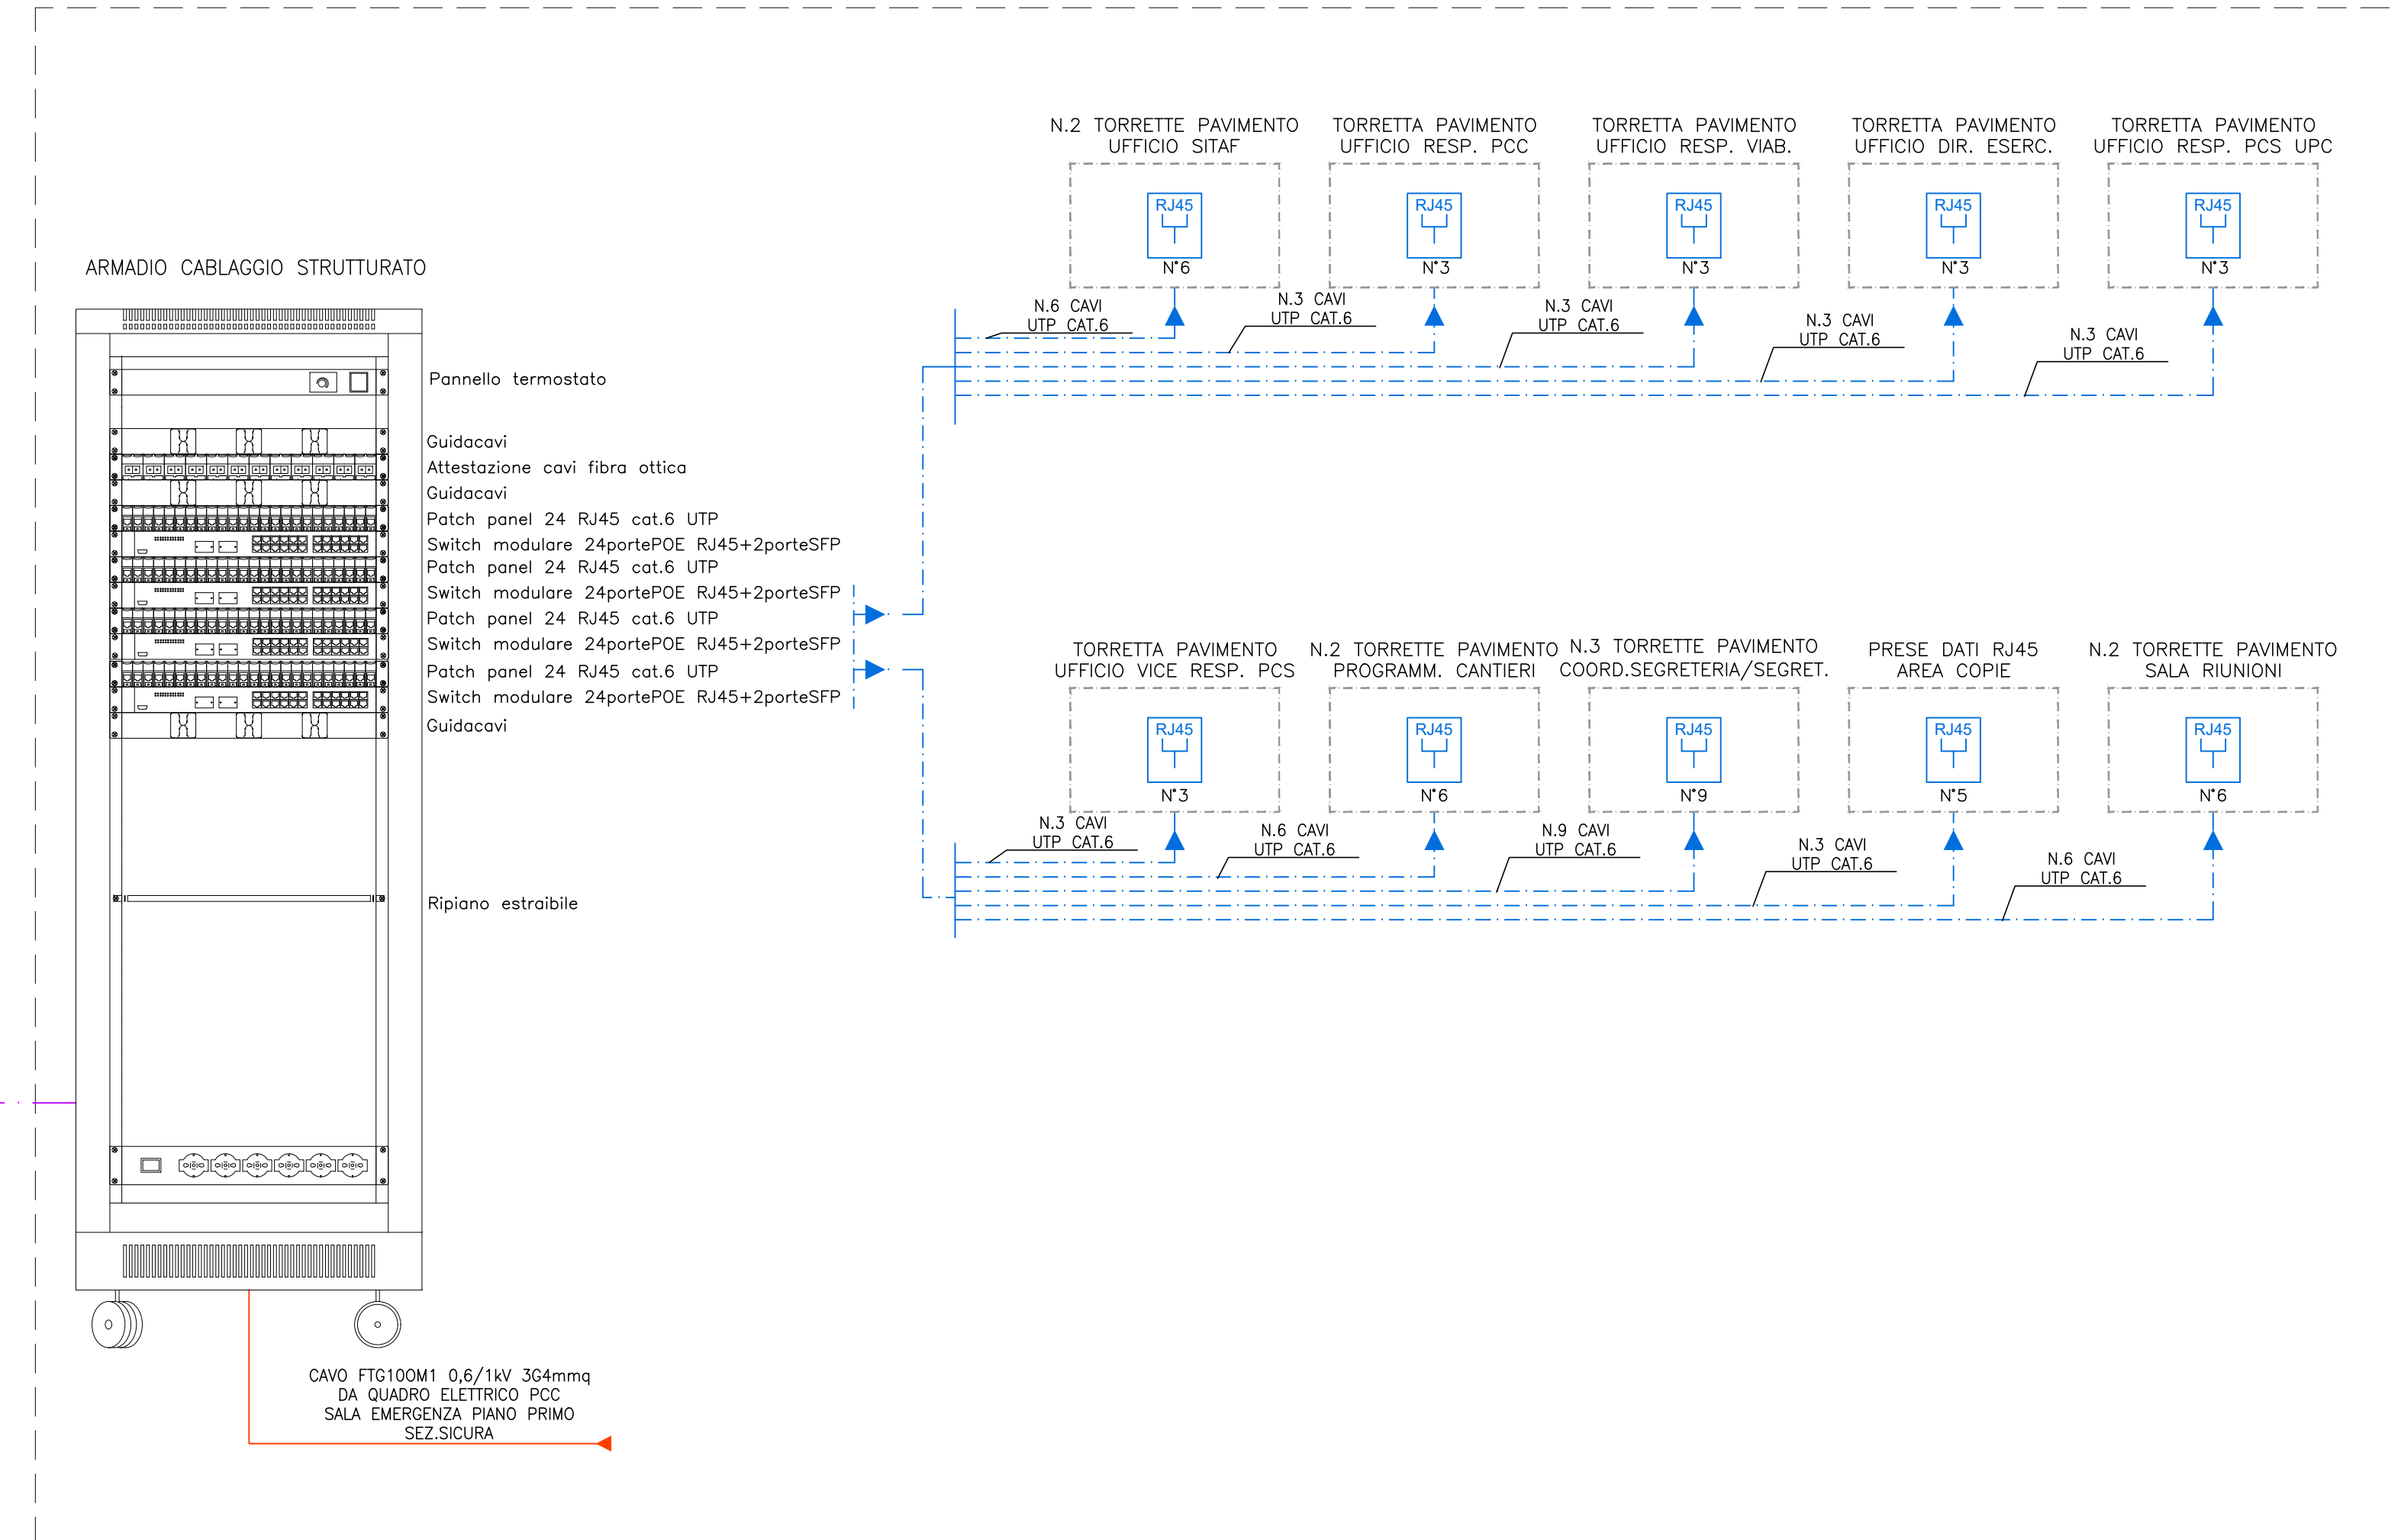 N.2 TORRETTE PAVIMENTO
UFFICIO SITAF
TORRETTA PAVIMENTO
UFFICIO RESP. PCC
TORRETTA PAVIMENTO
UFFICIO RESP. VIAB.
TORRETTA PAVIMENTO
UFFICIO DIR. ESERC.
TORRETTA PAVIMENTO
UFFICIO RESP. PCS UPC
RJ45
N°6
RJ45
N°3
RJ45
N°3
RJ45
N°3
RJ45
N°3
N.6 CAVI
UTP CAT.6
N.3 CAVI
UTP CAT.6
N.3 CAVI
UTP CAT.6
N.3 CAVI
UTP CAT.6
N.3 CAVI
UTP CAT.6
ARMADIO CABLAGGIO STRUTTURATO
Pannello termostato
Guidacavi
Attestazione cavi fibra ottica
Guidacavi
Patch panel 24 RJ45 cat.6 UTP
Switch modulare 24portePOE RJ45+2porteSFP
Patch panel 24 RJ45 cat.6 UTP
Switch modulare 24portePOE RJ45+2porteSFP
Patch panel 24 RJ45 cat.6 UTP
Switch modulare 24portePOE RJ45+2porteSFP
Patch panel 24 RJ45 cat.6 UTP
Switch modulare 24portePOE RJ45+2porteSFP
Guidacavi
Ripiano estraibile
TORRETTA PAVIMENTO
UFFICIO VICE RESP. PCS
N.2 TORRETTE PAVIMENTO
PROGRAMM. CANTIERI
N.3 TORRETTE PAVIMENTO
COORD.SEGRETERIA/SEGRET.
PRESE DATI RJ45
AREA COPIE
N.2 TORRETTE PAVIMENTO
SALA RIUNIONI
RJ45
N°3
RJ45
N°6
RJ45
N°9
RJ45
N°5
RJ45
N°6
N.3 CAVI
UTP CAT.6
N.6 CAVI
UTP CAT.6
N.9 CAVI
UTP CAT.6
N.3 CAVI
UTP CAT.6
N.6 CAVI
UTP CAT.6
CAVO FTG10OM1 0,6/1kV 3G4mmq
DA QUADRO ELETTRICO PCC
SALA EMERGENZA PIANO PRIMO
SEZ.SICURA